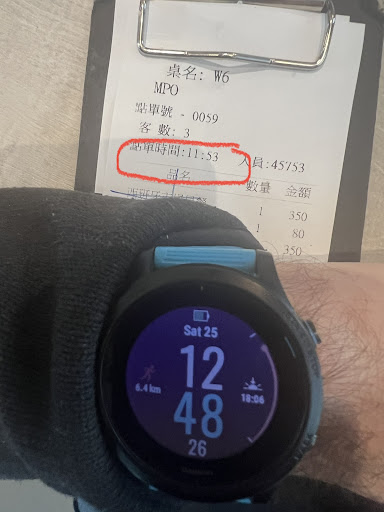 桌名: W6
MPO
點單號 - 0059
客 數: 3
點單時間:11:53
人員:45753
品名 數量 金額
1 350
1 80
350
Sat 25
12
6.4 km
18:06
48
26